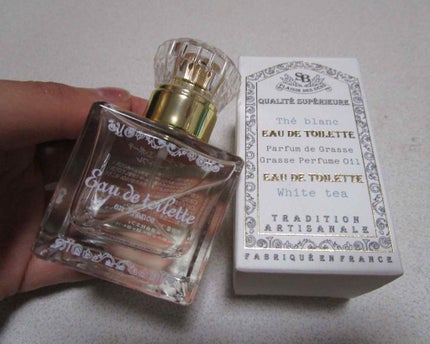 Eau de toilette
SB
QUALITÉ SUPÉRIEURE
Thé blanc
EAU DE TOILETTE
Parfum de Grasse
Grasse Perfume Oil
EAU DE TOILETTE
White tea
TRADITION
ARTISANALE
FABRIQUÉ EN FRANCE